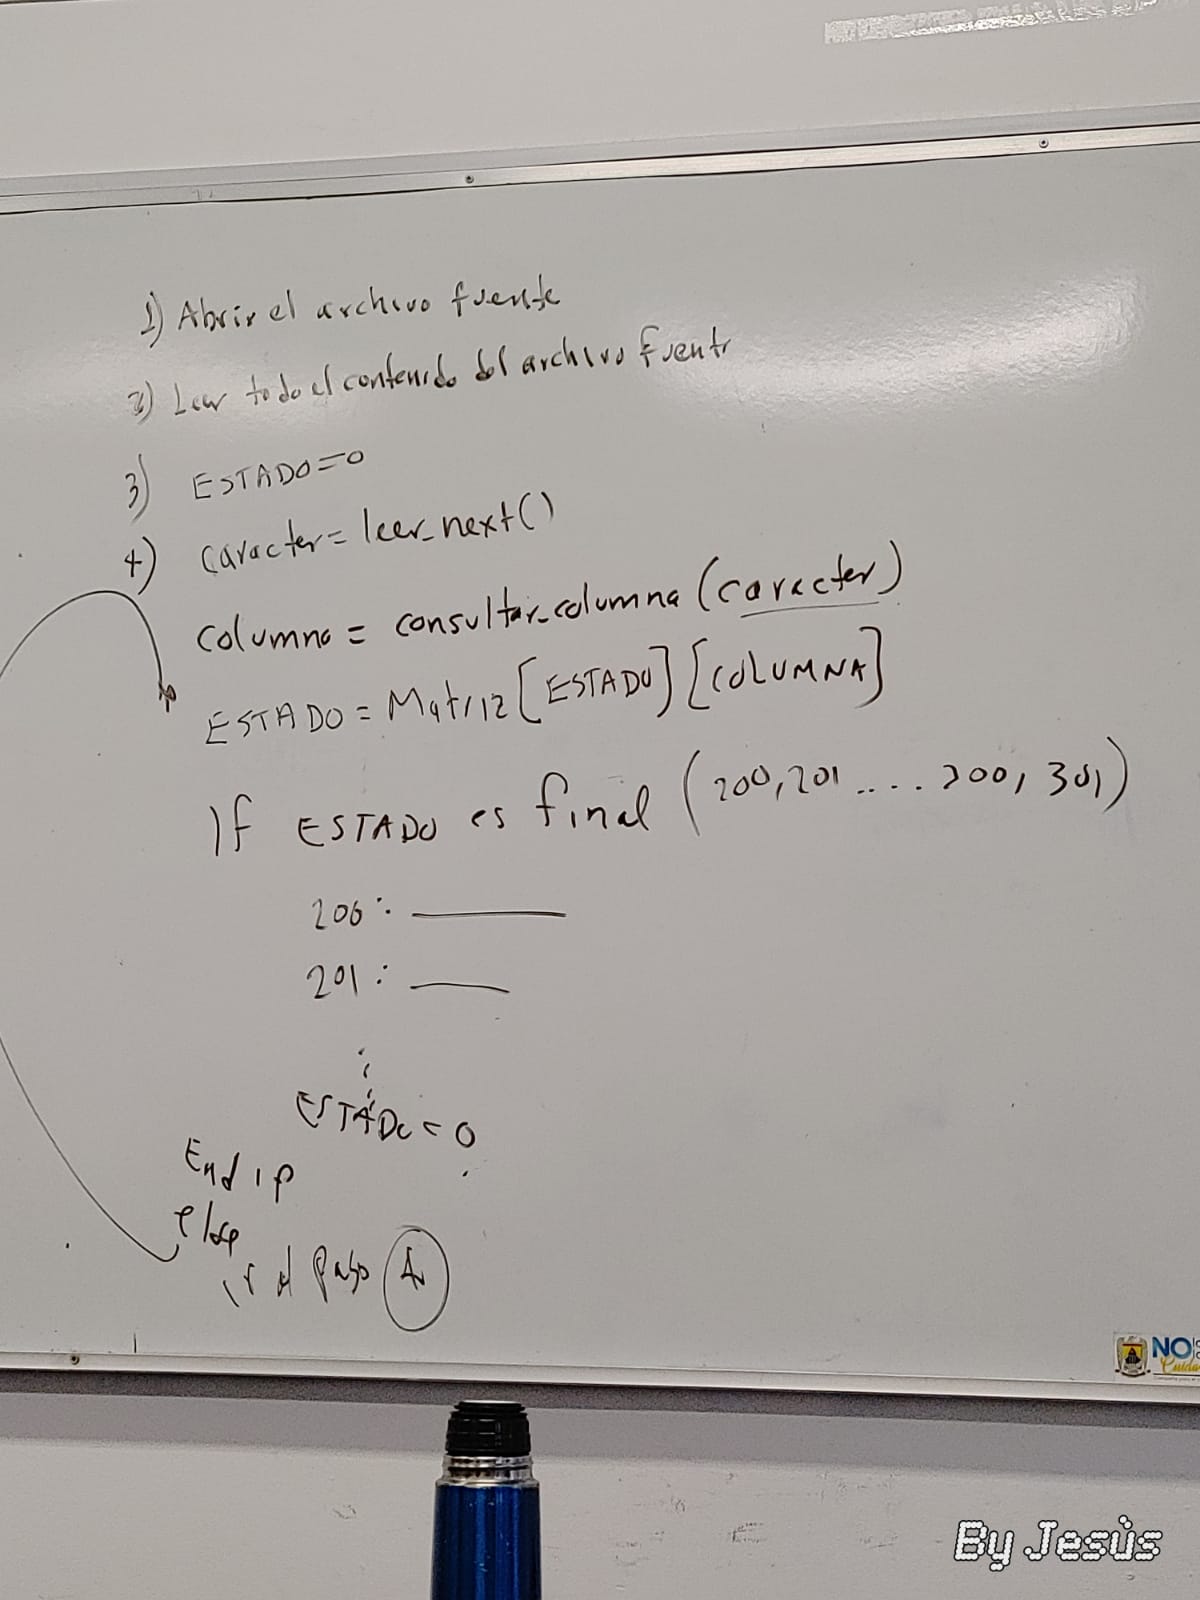 1) Abrir el archivo fuente
2) Leer todo el contenido del archivo fuente
3) ESTADO=0
4) caracter= leer_next()
columna = consultar_columna (caracter)
ESTADO = Matriz [ESTADO] [COLUMNA]
If ESTADO es final (200, 201 .... 300, 301)
200:
201:
ESTADO = 0
End if
else
ir al paso 4
NO
Cuida
By Jesús